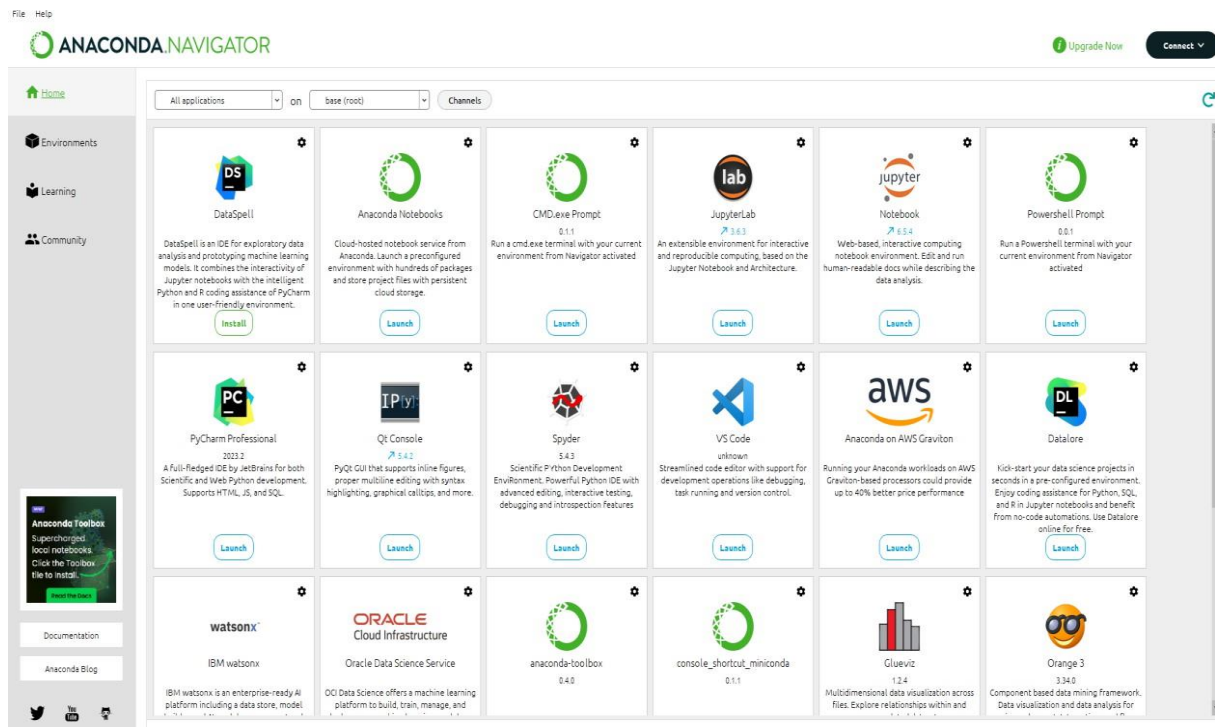 File Help
ANACONDA.NAVIGATOR
Upgrade Now
Connect
Home
Environments
Learning
Community
All applications
on
base (root)
Channels
DS
DataSpell
DataSpell is an IDE for exploratory data
analysis and prototyping machine learning
models. It combines the interactivity of
Jupyter notebooks with the intelligent
Python and R coding assistance of PyCharm
in one user-friendly environment.
Install
Anaconda Notebooks
Cloud-hosted notebook service from
Anaconda. Launch a preconfigured
environment with hundreds of packages
and store project files with persistent
cloud storage.
Launch
CMD.exe Prompt
0.1.1
Run a cmd.exe terminal with your current
environment from Navigator activated
Launch
lab
JupyterLab
3.6.3
An extensible environment for interactive
and reproducible computing, based on the
Jupyter Notebook and Architecture.
Launch
jupyter
Notebook
6.5.4
Web-based, interactive computing
notebook environment. Edit and run
human-readable docs while describing the
data analysis.
Launch
Powershell Prompt
0.0.1
Run a Powershell terminal with your
current environment from Navigator
activated
Launch
PC
PyCharm Professional
2023.2
A full-fledged IDE by JetBrains for both
Scientific and Web Python development.
Supports HTML, JS, and SQL.
Launch
IP[y]:
Qt Console
5.4.2
PyQt GUI that supports inline figures,
proper multiline editing with syntax
highlighting, graphical calltips, and more.
Launch
Spyder
5.4.3
Scientific PYthon Development
EnviRonment. Powerful Python IDE with
advanced editing, interactive testing,
debugging and introspection features
Launch
VS Code
unknown
Streamlined code editor with support for
development operations like debugging,
task running and version control.
Launch
aws
Anaconda on AWS Graviton
Running your Anaconda workloads on AWS
Graviton-based processors could provide
up to 40% better price performance
Launch
DL
Datalore
Kick-start your data science projects in
seconds in a pre-configured environment.
Enjoy coding assistance for Python, SQL,
and R in Jupyter notebooks and benefit
from no-code automations. Use Datalore
online for free.
Launch
watsonx
IBM watsonx
IBM watsonx is an enterprise-ready AI
platform including a data store, model
ORACLE
Cloud Infrastructure
Oracle Data Science Service
OCI Data Science offers a machine learning
platform to build, train, manage, and
anaconda-toolbox
0.4.0
console_shortcut_miniconda
0.1.1
Glueviz
1.2.4
Multidimensional data visualization across
files. Explore relationships within and
Orange 3
3.34.0
Component based data mining framework.
Data visualization and data analysis for
NEW
Anaconda Toolbox
Supercharged
local notebooks.
Click the Toolbox
tile to install.
Read the Docs
Documentation
Anaconda Blog
You
Tube